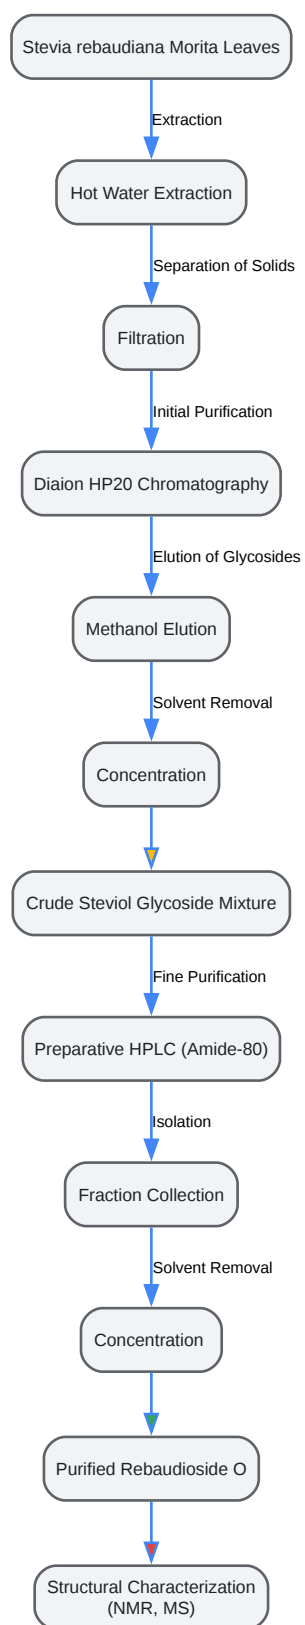 Stevia rebaudiana Morita Leaves
Extraction
Hot Water Extraction
Separation of Solids
Filtration
Initial Purification
Diaion HP20 Chromatography
Elution of Glycosides
Methanol Elution
Solvent Removal
Concentration
Crude Steviol Glycoside Mixture
Fine Purification
Preparative HPLC (Amide-80)
Isolation
Fraction Collection
Solvent Removal
Concentration
Purified Rebaudioside O
Structural Characterization
(NMR, MS)